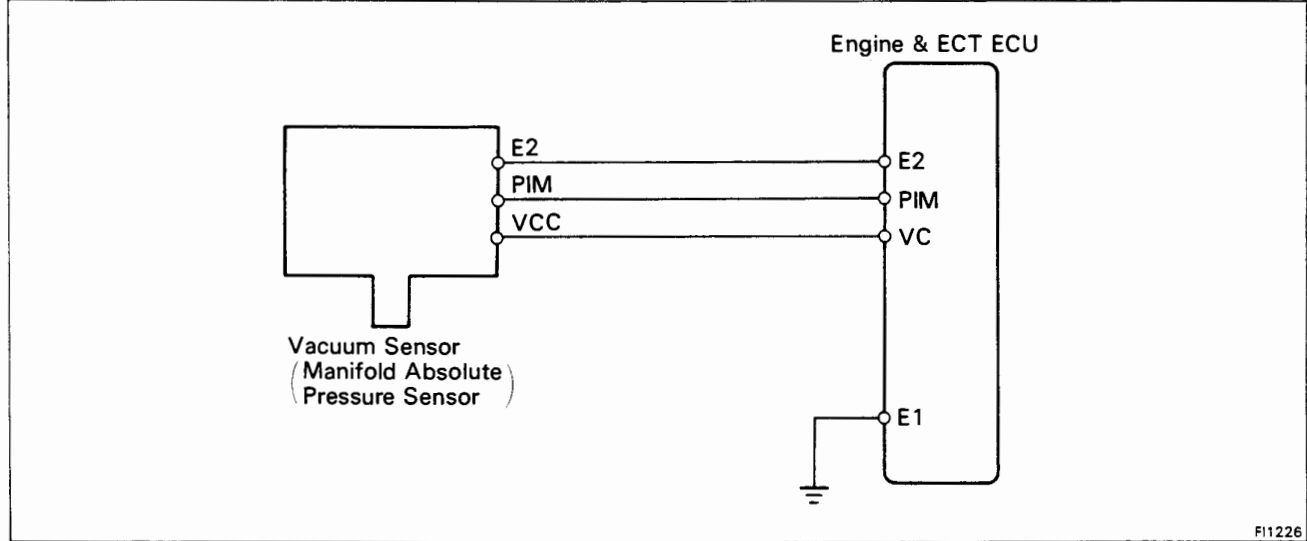 Engine & ECT ECU
E2
E2
PIM
PIM
VCC
VC
Vacuum Sensor
(Manifold Absolute
Pressure Sensor)
E1
FI1226